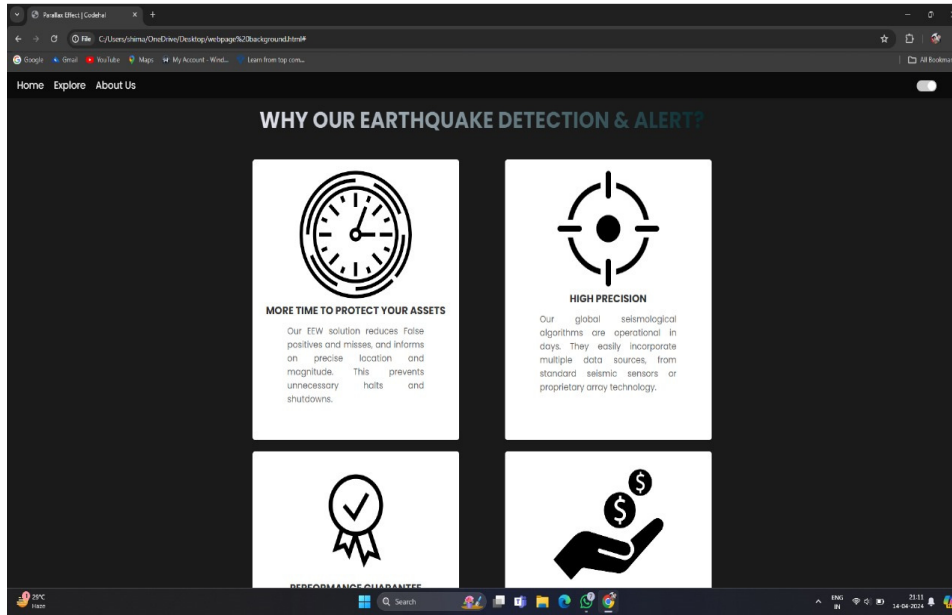 Parallax Effect | Codehal
File C:/Users/shima/OneDrive/Desktop/webpage%20background.html#
Google Gmail YouTube Maps My Account - Wind... Learn from top com...
All Bookmar
Home Explore About Us
WHY OUR EARTHQUAKE DETECTION & ALERT?
MORE TIME TO PROTECT YOUR ASSETS
Our EEW solution reduces False
positives and misses, and informs
on precise location and
magnitude. This prevents
unnecessary halts and
shutdowns.
HIGH PRECISION
Our global seismological
algorithms are operational in
days. They easily incorporate
multiple data sources, from
standard seismic sensors or
proprietary array technology.
PERFORMANCE GUARANTEE
$
$
29°C
Haze
Search
ENG
IN
21:11
14-04-2024